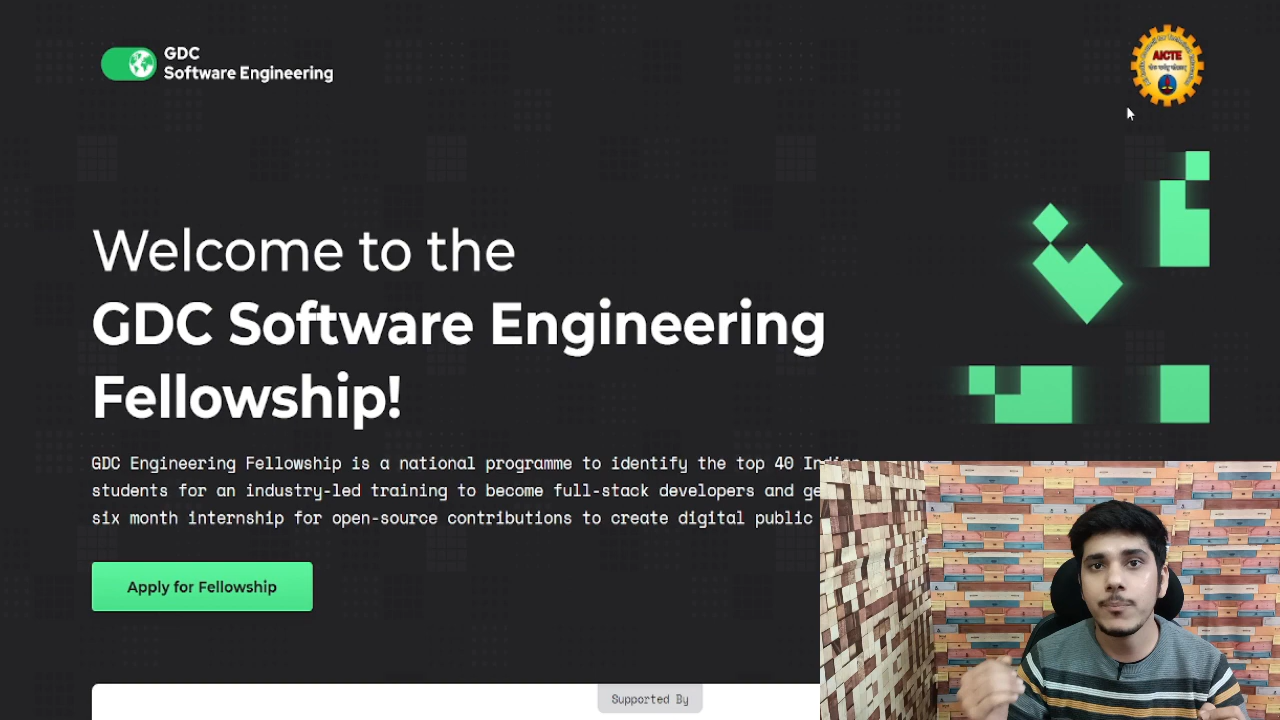 GDC
Software Engineering
AICTE
Welcome to the
GDC Software Engineering
Fellowship!
GDC Engineering Fellowship is a national programme to identify the top 40 Indian
students for an industry-led training to become full-stack developers and
six month internship for open-source contributions to create digital public
Apply for Fellowship
Supported By